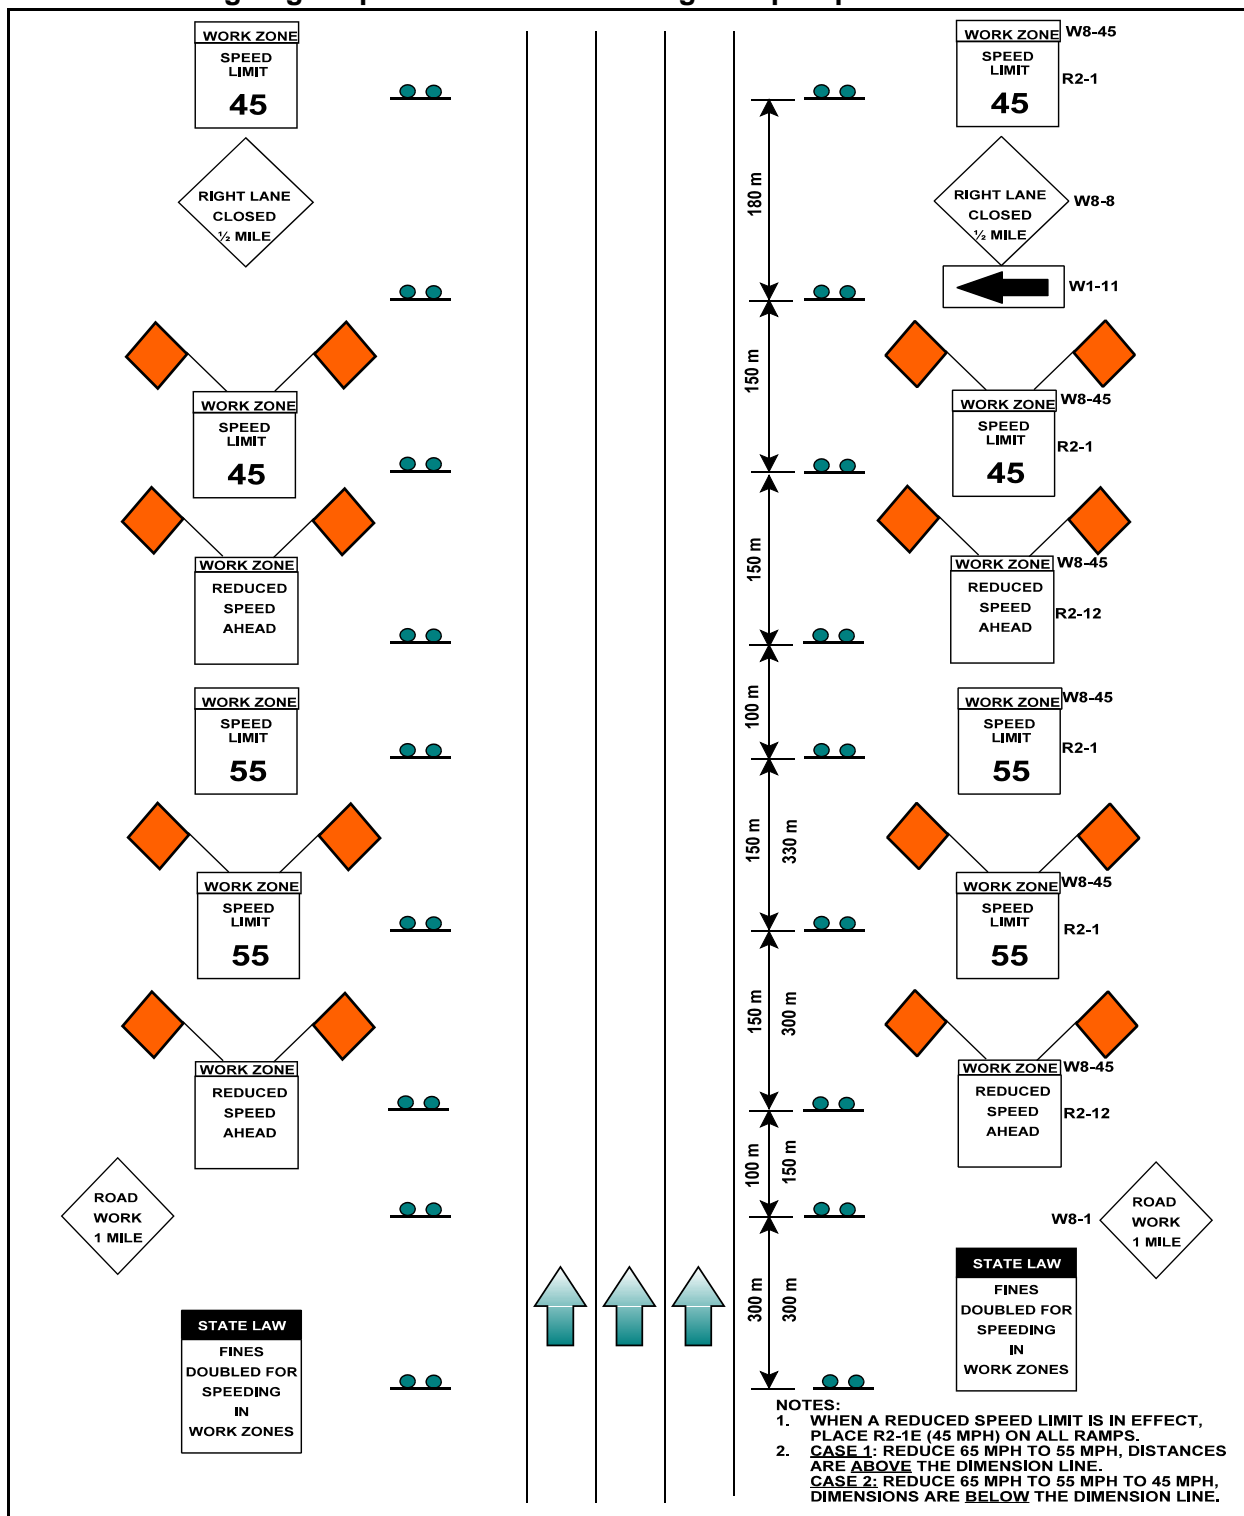 WORK ZONE
SPEED
LIMIT
45
WORK ZONE
W8-45
SPEED
LIMIT
45
R2-1
180 m
RIGHT LANE
CLOSED
½ MILE
RIGHT LANE
CLOSED
½ MILE
W8-8
W1-11
150 m
WORK ZONE
SPEED
LIMIT
45
WORK ZONE
W8-45
SPEED
LIMIT
45
R2-1
150 m
WORK ZONE
REDUCED
SPEED
AHEAD
WORK ZONE
W8-45
REDUCED
SPEED
AHEAD
R2-12
100 m
WORK ZONE
SPEED
LIMIT
55
WORK ZONE
W8-45
SPEED
LIMIT
55
R2-1
150 m
330 m
WORK ZONE
SPEED
LIMIT
55
WORK ZONE
W8-45
SPEED
LIMIT
55
R2-1
150 m
300 m
WORK ZONE
REDUCED
SPEED
AHEAD
WORK ZONE
W8-45
REDUCED
SPEED
AHEAD
R2-12
100 m
150 m
ROAD
WORK
1 MILE
W8-1
ROAD
WORK
1 MILE
300 m
300 m
STATE LAW
FINES
DOUBLED FOR
SPEEDING
IN
WORK ZONES
STATE LAW
FINES
DOUBLED FOR
SPEEDING
IN
WORK ZONES
NOTES:
1. WHEN A REDUCED SPEED LIMIT IS IN EFFECT,
PLACE R2-1E (45 MPH) ON ALL RAMPS.
2. CASE 1: REDUCE 65 MPH TO 55 MPH, DISTANCES
ARE ABOVE THE DIMENSION LINE.
CASE 2: REDUCE 65 MPH TO 55 MPH TO 45 MPH,
DIMENSIONS ARE BELOW THE DIMENSION LINE.